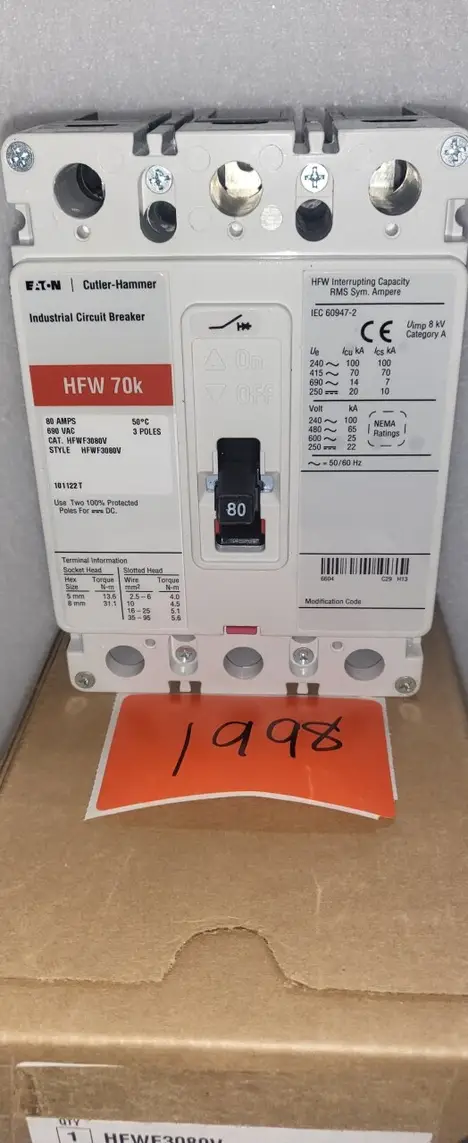 EATON | Cutler-Hammer
Industrial Circuit Breaker
HFW 70k
80 AMPS 50°C
690 VAC 3 POLES
CAT. HFWF3080V
STYLE HFWF3080V
101122T
Use Two 100% Protected
Poles For ⎓ DC.
Terminal Information
Socket Head Slotted Head
Hex Torque Wire Torque
Size N-m mm² N-m
5 mm 13.6 2.5-6 4.0
8 mm 31.1 10 4.5
16-25 5.1
35-95 5.6
On
OFF
80
HFW Interrupting Capacity
RMS Sym. Ampere
IEC 60947-2
CE Uimp 8 kV
Category A
Ue Icu kA Ics kA
240 ~ 100 100
415 ~ 70 70
690 ~ 14 7
250 ⎓ 20 10
Volt kA
240 ~ 100
480 ~ 65
600 ~ 25
250 ⎓ 22
NEMA
Ratings
~ = 50/60 Hz
6604 C29 H13
Modification Code
1998
QTY
1 HFWF3080V